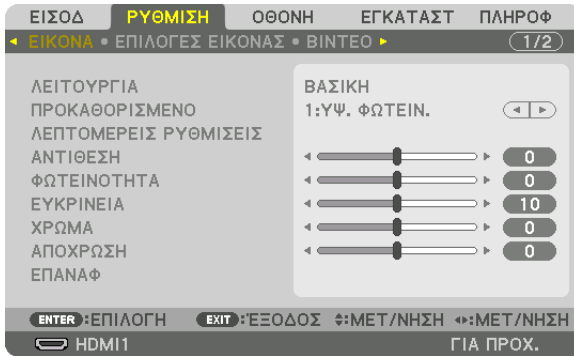 ΕΙΣΟΔ ΡΥΘΜΙΣΗ ΟΘΟΝΗ ΕΓΚΑΤΑΣΤ ΠΛΗΡΟΦ
ΕΙΚΟΝΑ • ΕΠΙΛΟΓΕΣ ΕΙΚΟΝΑΣ • ΒΙΝΤΕΟ 1/2
ΛΕΙΤΟΥΡΓΙΑ ΒΑΣΙΚΗ
ΠΡΟΚΑΘΟΡΙΣΜΕΝΟ 1:ΥΨ. ΦΩΤΕΙΝ.
ΛΕΠΤΟΜΕΡΕΙΣ ΡΥΘΜΙΣΕΙΣ
ΑΝΤΙΘΕΣΗ 0
ΦΩΤΕΙΝΟΤΗΤΑ 0
ΕΥΚΡΙΝΕΙΑ 10
ΧΡΩΜΑ 0
ΑΠΟΧΡΩΣΗ 0
ΕΠΑΝΑΦ
ENTER :ΕΠΙΛΟΓΗ EXIT :ΈΞΟΔΟΣ :ΜΕΤ/ΝΗΣΗ :ΜΕΤ/ΝΗΣΗ
HDMI1 ΓΙΑ ΠΡΟΧ.